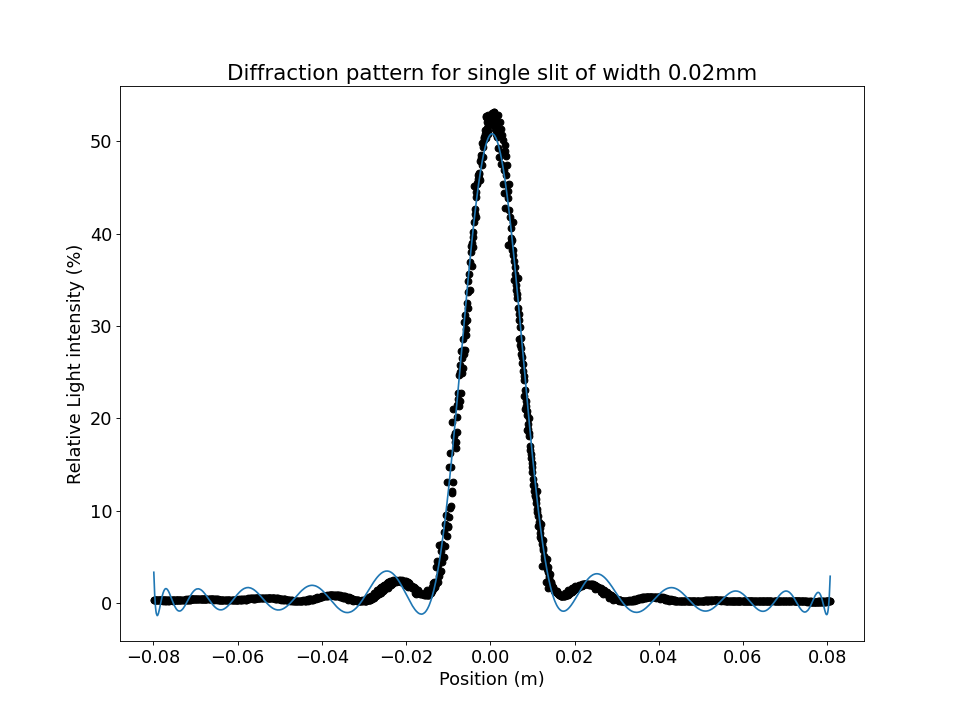 Diffraction pattern for single slit of width 0.02mm
50
40
30
20
10
0
Relative Light intensity (%)
−0.08 −0.06 −0.04 −0.02 0.00 0.02 0.04 0.06 0.08
Position (m)